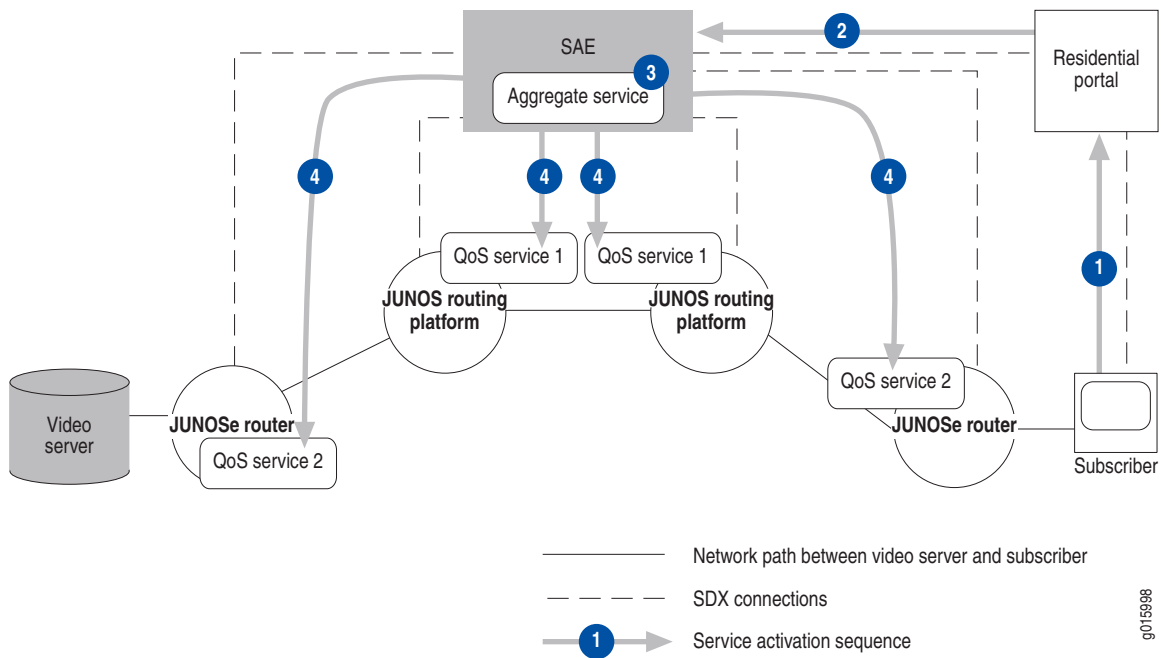 2
SAE
Residential
portal
3
Aggregate service
4
4
4
4
QoS service 1
QoS service 1
1
JUNOS routing
platform
JUNOS routing
platform
QoS service 2
Video
server
JUNOSe router
JUNOSe router
QoS service 2
Subscriber
Network path between video server and subscriber
SDX connections
1
Service activation sequence
g015998